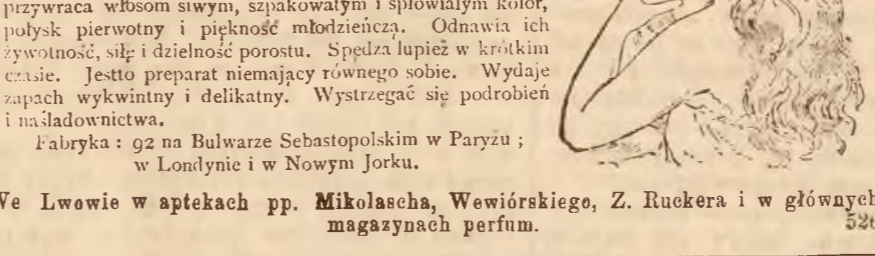 przywraca włosom siwym, szpakowatym i spłowiałym kolor,
połysk pierwotny i piękność młodzieńczą. Odnawia ich
żywotność, siłę i dzielność porostu. Spędza łupież w krótkim
czasie. Jestto preparat niemający równego sobie. Wydaje
zapach wykwintny i delikatny. Wystrzegać się podrobień
i naśladownictwa.
Fabryka : 92 na Bulwarze Sebastopolskim w Paryżu ;
w Londynie i w Nowym Jorku.
We Lwowie w aptekach pp. Mikolascha, Wewiórskiego, Z. Ruckera i w głównych
magazynach perfum.